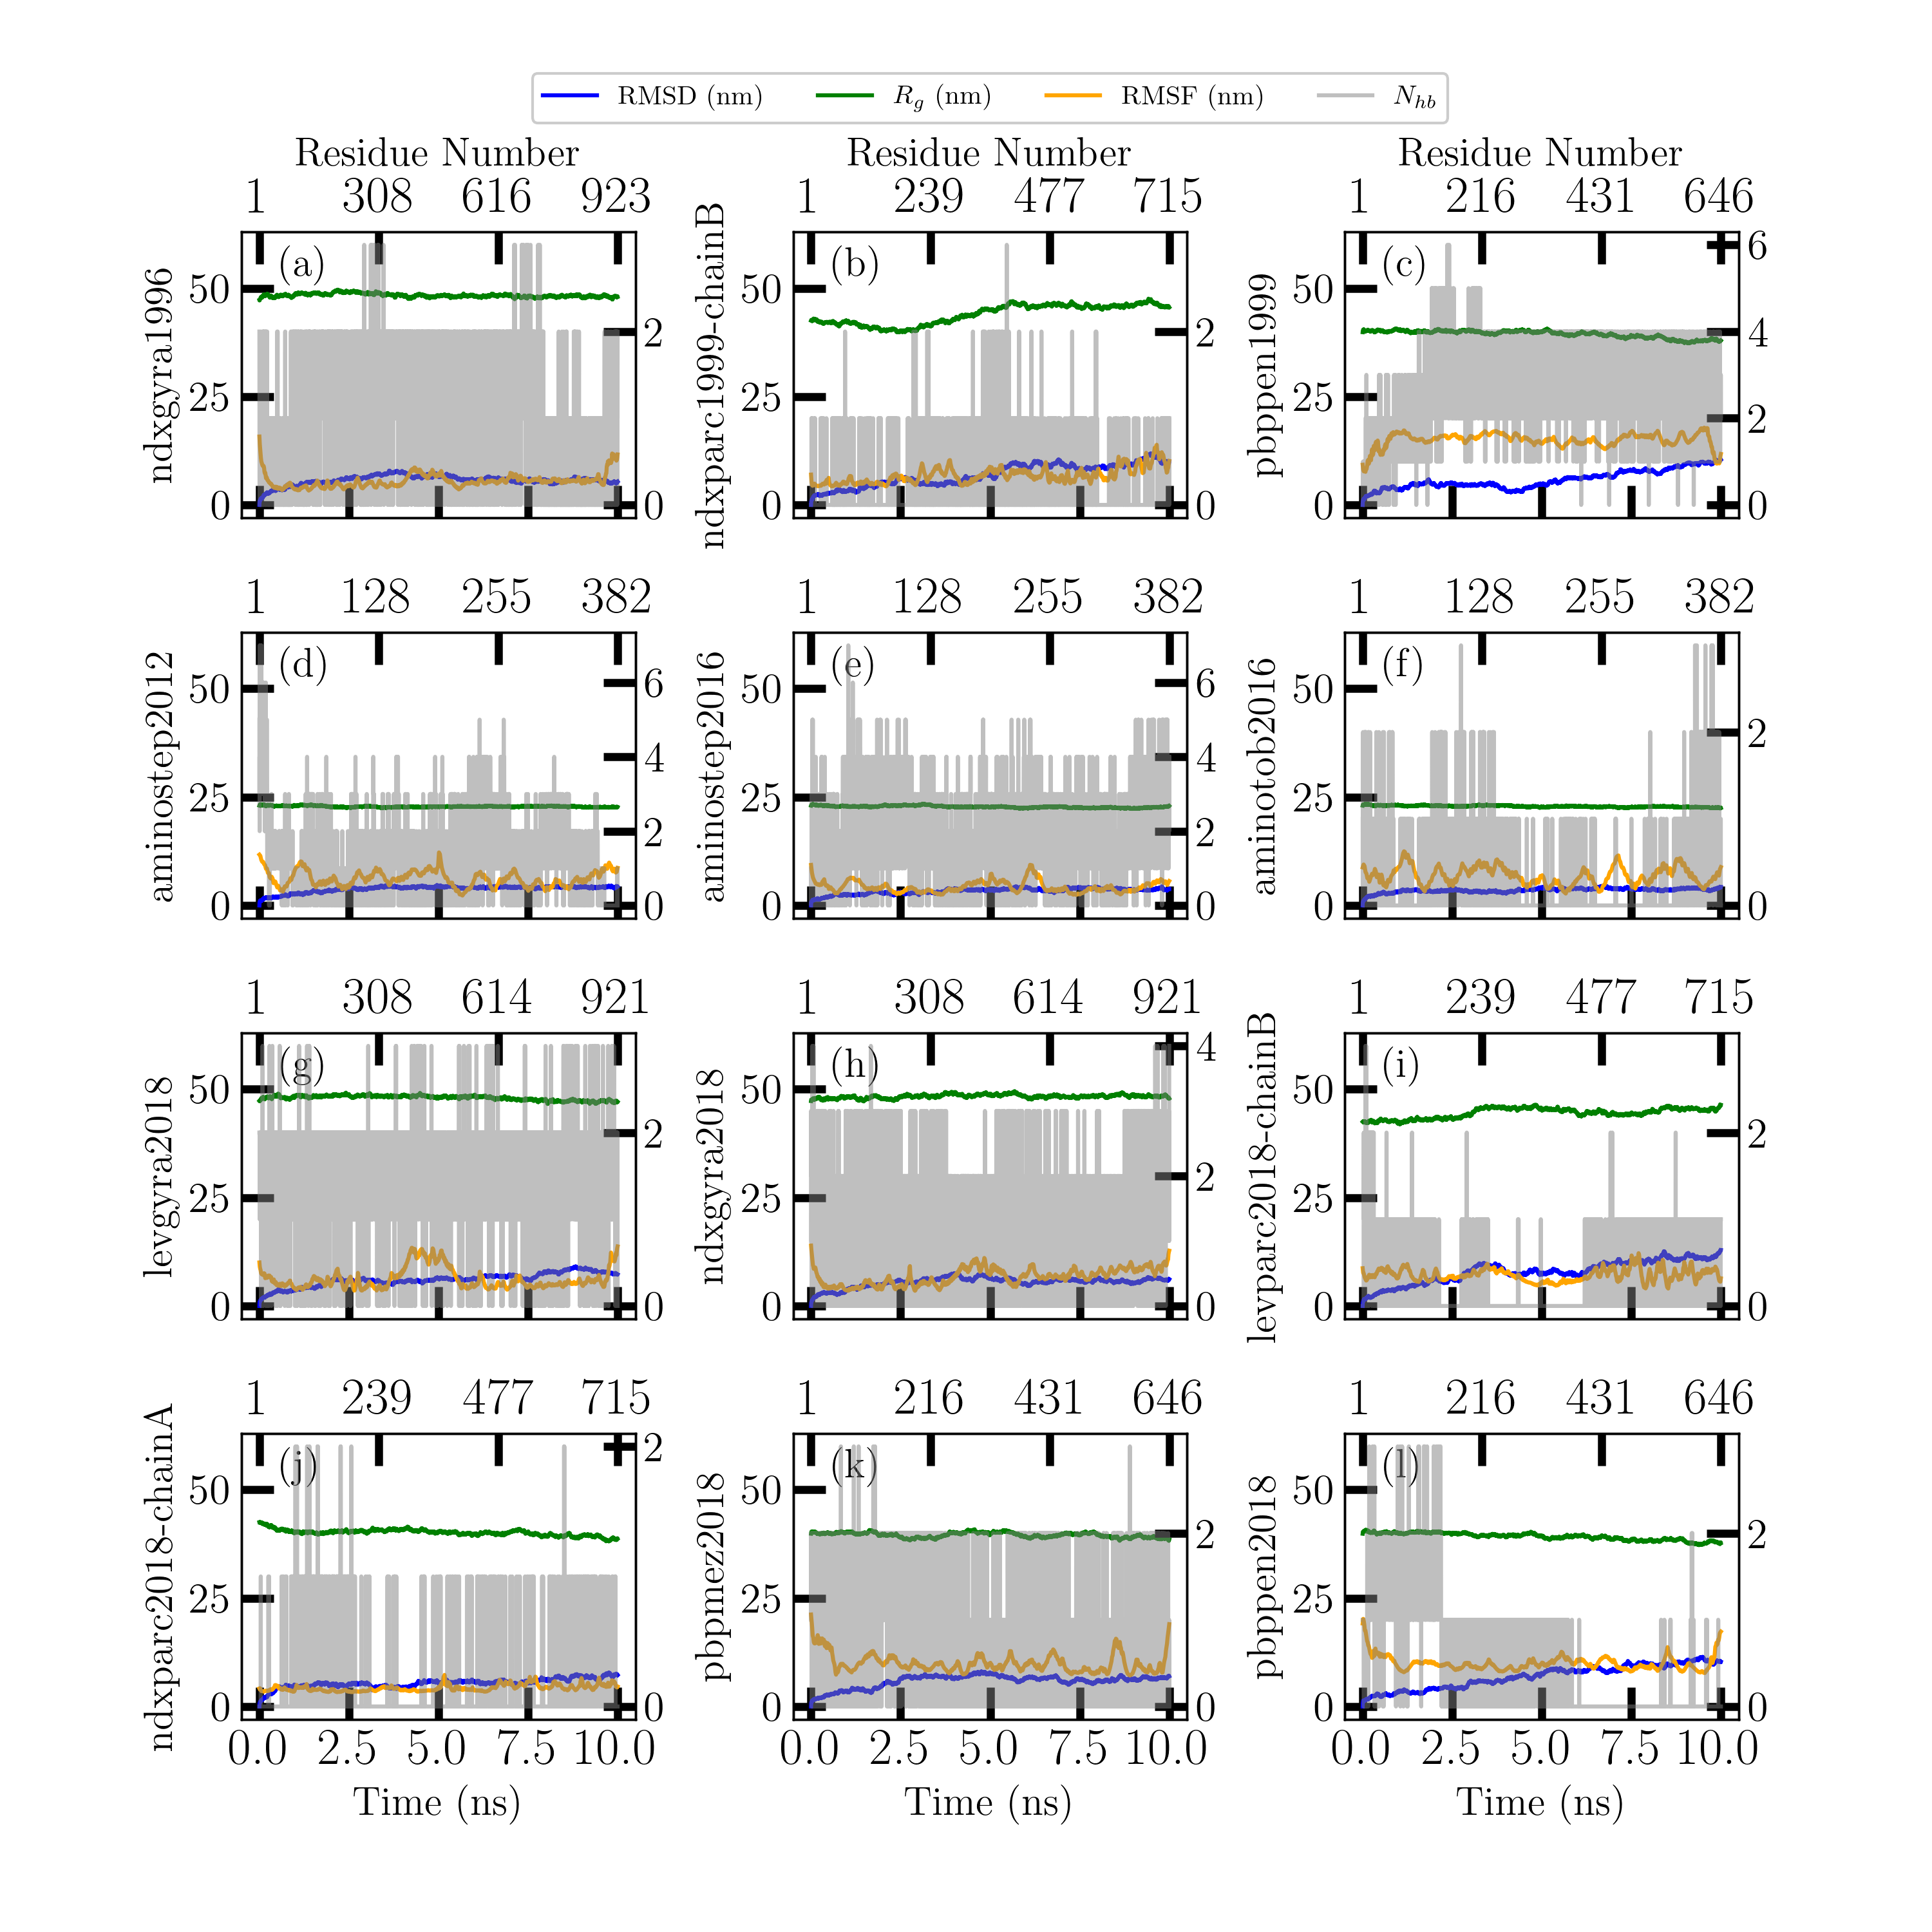 RMSD (nm) R_g (nm) RMSF (nm) N_hb
Residue Number Residue Number Residue Number
1 308 616 923 1 239 477 715 1 216 431 646
ndxgyra1996 (a) 50 25 0 2 0
ndxparc1999-chainB (b) 50 25 0 2 0
pbppen1999 (c) 50 25 0 6 4 2 0
1 128 255 382 1 128 255 382 1 128 255 382
aminostep2012 (d) 50 25 0 6 4 2 0
aminostep2016 (e) 50 25 0 6 4 2 0
aminotob2016 (f) 50 25 0 2 0
1 308 614 921 1 308 614 921 1 239 477 715
levgyra2018 (g) 50 25 0 2 0
ndxgyra2018 (h) 50 25 0 4 2 0
levparc2018-chainB (i) 50 25 0 2 0
1 239 477 715 1 216 431 646 1 216 431 646
ndxparc2018-chainA (j) 50 25 0 2 0
pbpmez2018 (k) 50 25 0 2 0
pbppen2018 (l) 50 25 0 2 0
0.0 2.5 5.0 7.5 10.0 0.0 2.5 5.0 7.5 10.0 0.0 2.5 5.0 7.5 10.0
Time (ns) Time (ns) Time (ns)